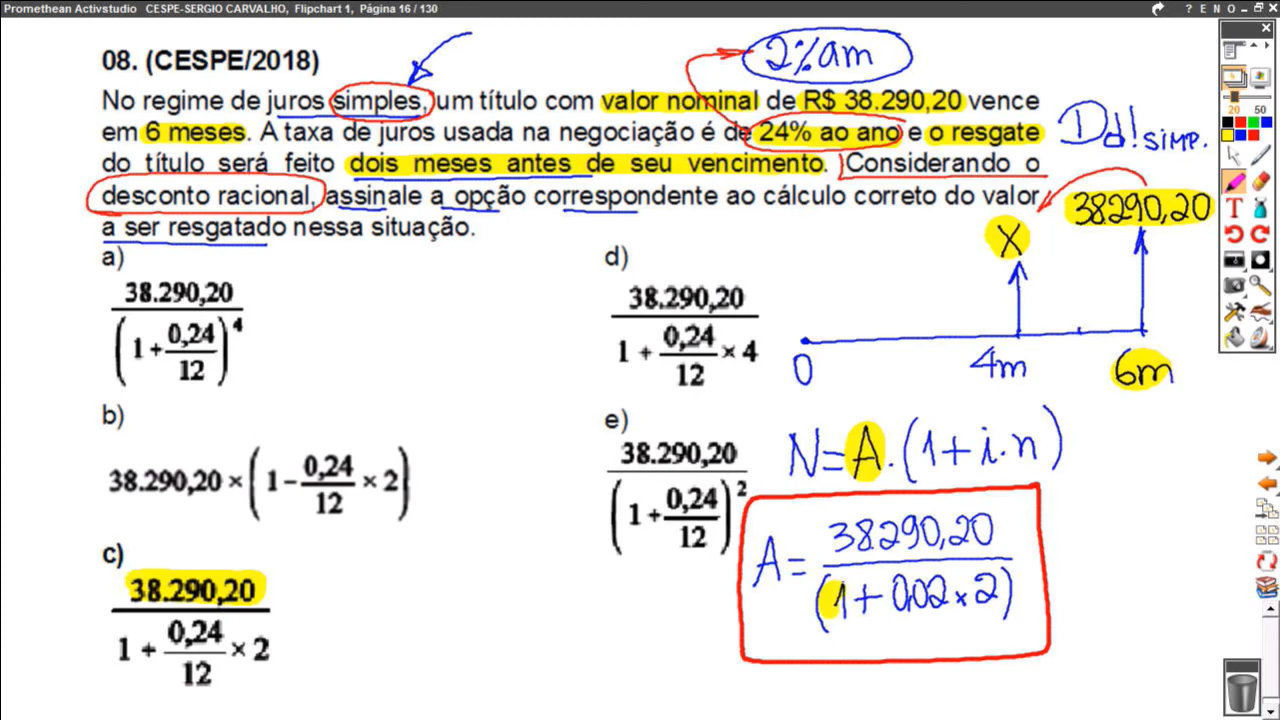 Promethean Activstudio CESPE-SERGIO CARVALHO, Flipchart 1, Página 16 / 130
? E N O
08. (CESPE/2018)
2% am
No regime de juros simples, um título com valor nominal de R$ 38.290,20 vence
em 6 meses. A taxa de juros usada na negociação é de 24% ao ano e o resgate
do título será feito dois meses antes de seu vencimento. Considerando o
desconto racional, assinale a opção correspondente ao cálculo correto do valor
a ser resgatado nessa situação.
Dd! SIMP.
38290,20
X
0 4m 6m
a)
38.290,20
(1+ 0,24 )4
12
b)
38.290,20 × (1 − 0,24 × 2)
12
c)
38.290,20
1 + 0,24 × 2
12
d)
38.290,20
1 + 0,24 × 4
12
e)
38.290,20
(1 + 0,24 )2
12
N = A . (1 + i . n)
A = 38290,20
(1 + 0,02 × 2)
20 50
T